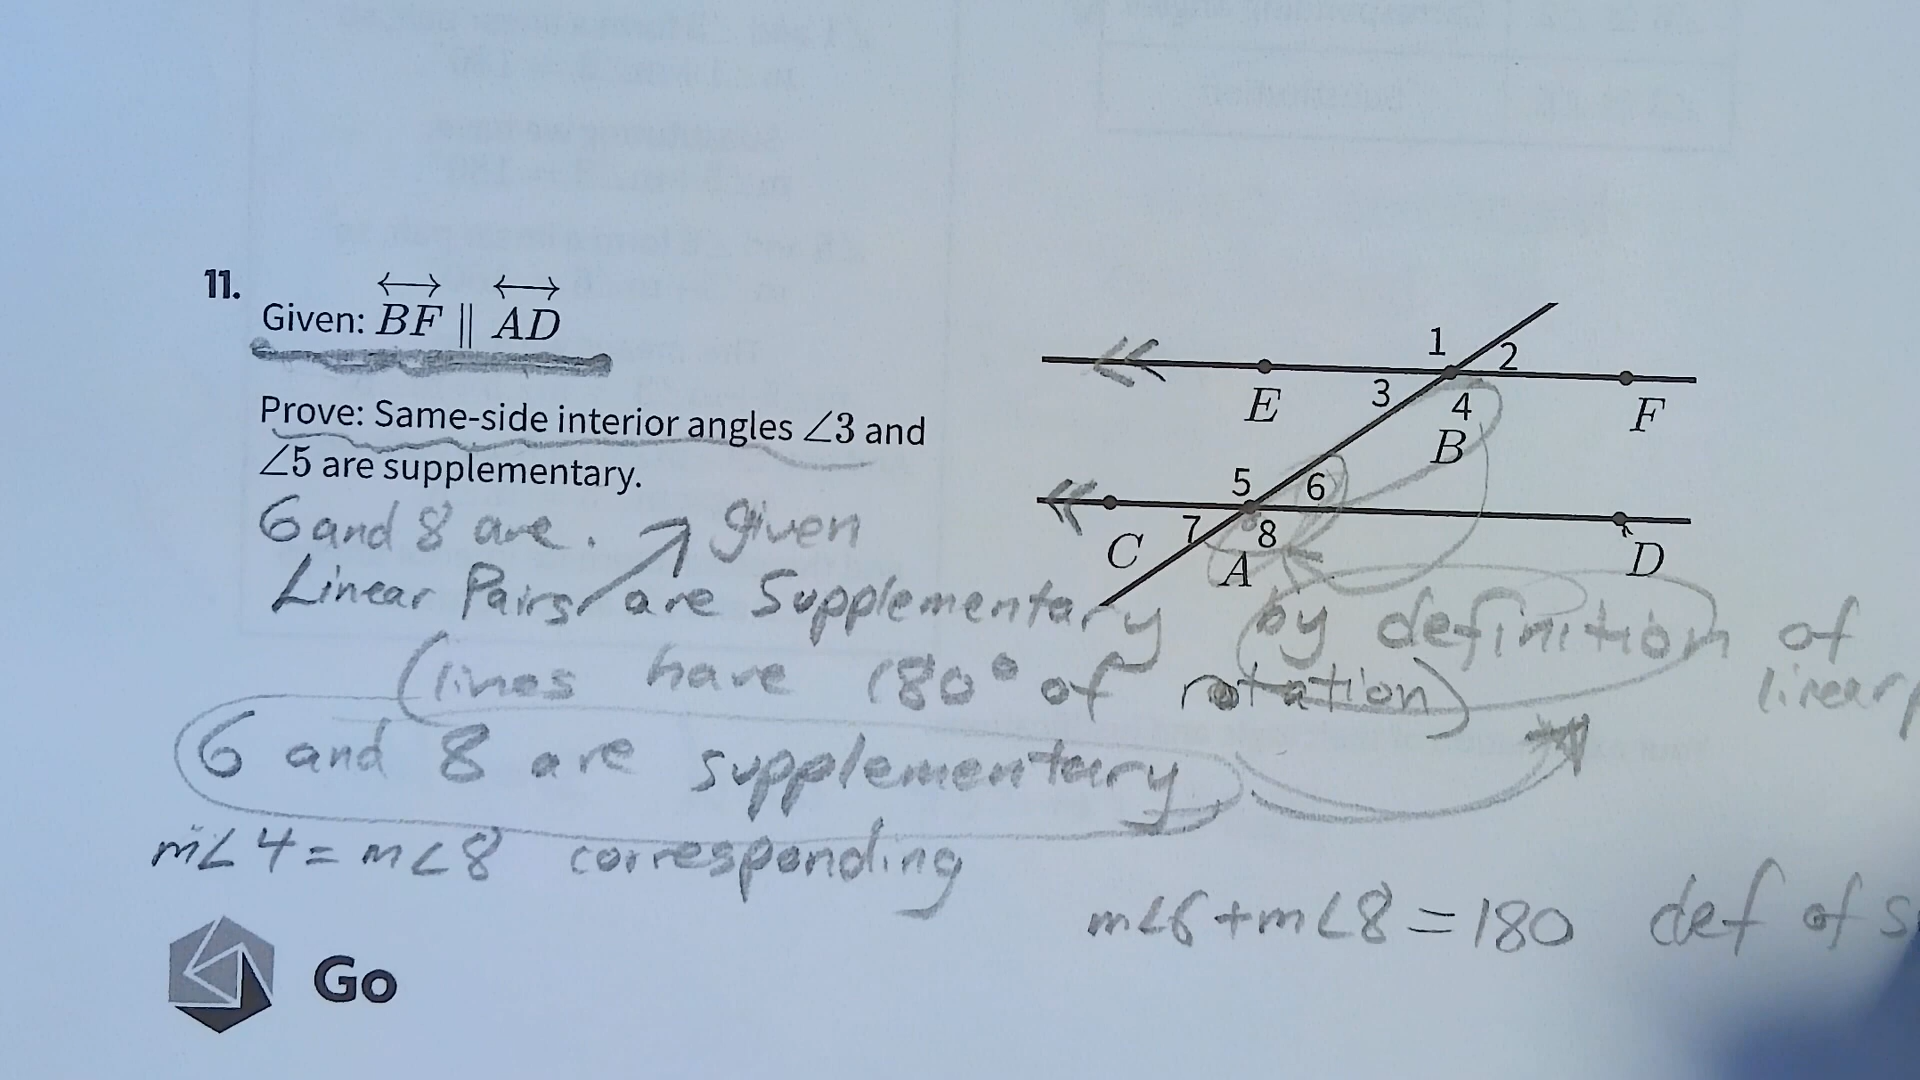 11.
Given: BF ∥ AD
Prove: Same-side interior angles ∠3 and
∠5 are supplementary.
1 2
3 4
E B F
5 6
7 8
C A D
6 and 8 are. given
Linear Pairs are Supplementary by definition of
linear
(lines have 180° of rotation)
6 and 8 are supplementary
m∠4 = m∠8 corresponding
m∠6 + m∠8 = 180 def of
Go